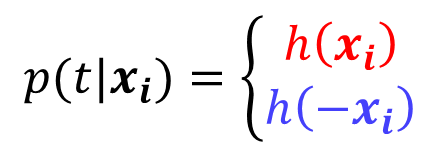 p(t|xᵢ) = { h(xᵢ)
h(−xᵢ)